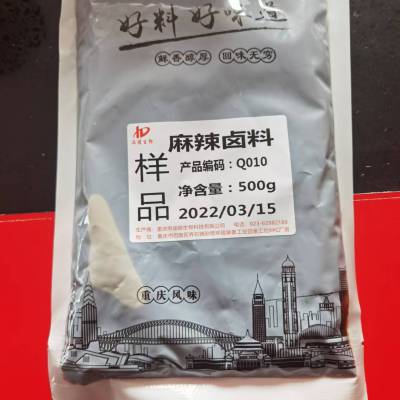 好料好味道
鲜香醇厚 回味无穷
样品
麻辣卤料
产品编码：Q010
净含量：500g
2022/03/15
重庆风味